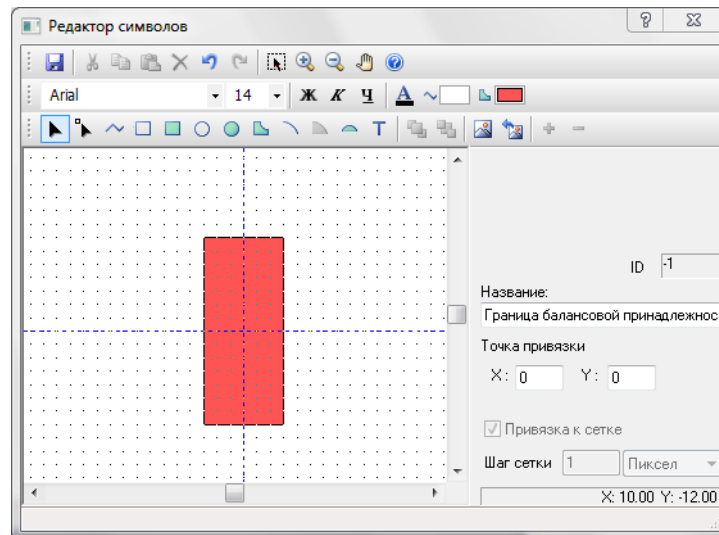 Редактор символов
Arial 14 Ж К Ч А
T
ID -1
Название:
Граница балансовой принадлежнос
Точка привязки
X: 0 Y: 0
Привязка к сетке
Шаг сетки 1 Пиксел
X: 10.00 Y: -12.00